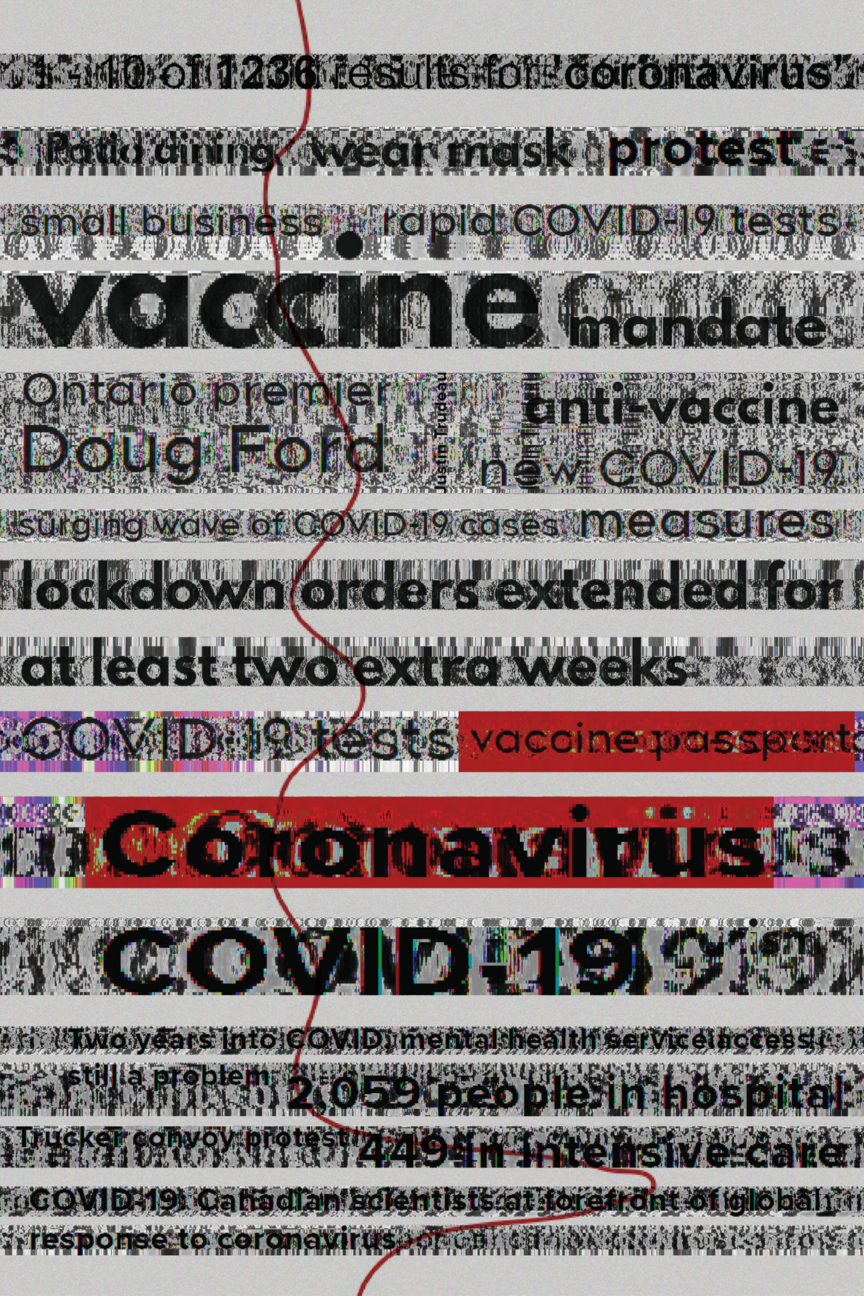 1 - 10 of 1236 results for 'coronavirus'
Patio dining wear mask protest
small business rapid COVID-19 tests
vaccine mandate
Ontario premier
Justin Trudeau
anti-vaccine
Doug Ford
new COVID-19
surging wave of COVID-19 cases measures
lockdown orders extended for
at least two extra weeks
COVID-19 tests vaccine passport
Coronavirus
COVID-19
Two years into COVID, mental health service access
still a problem
2,059 people in hospital
Trucker convoy protest
449 in intensive care
COVID-19: Canadian scientists at forefront of global
response to coronavirus